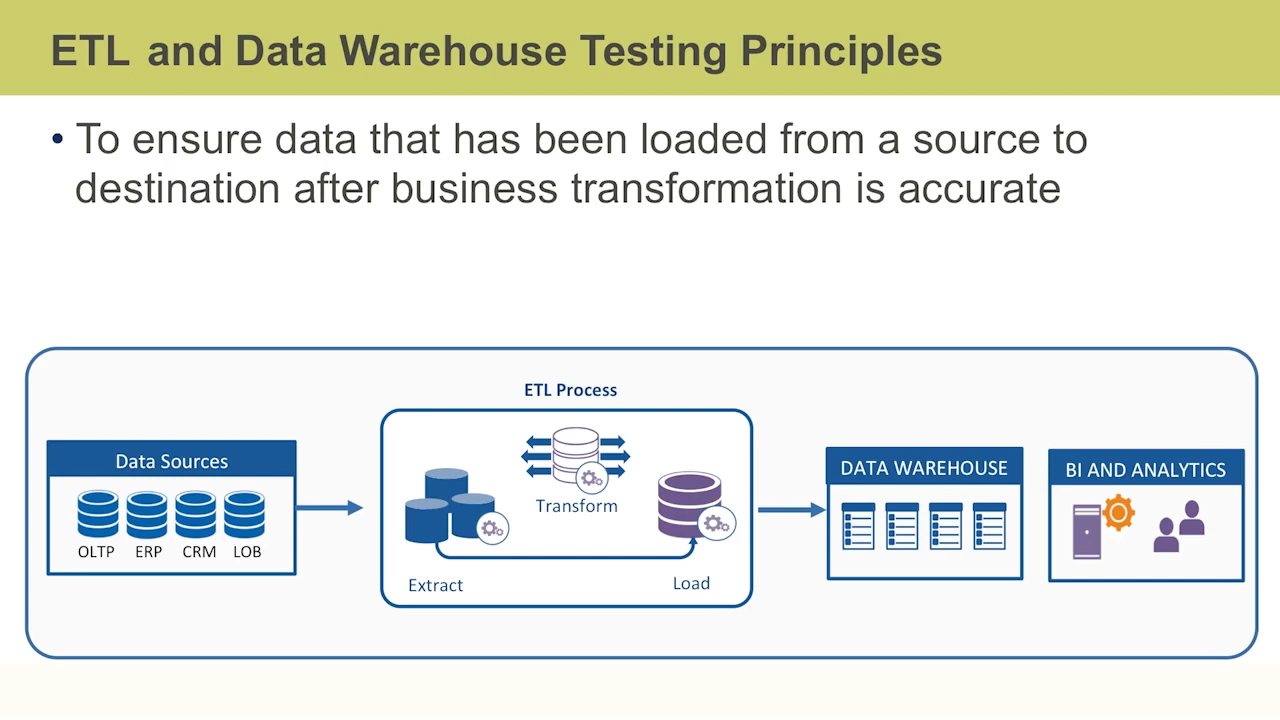 ETL and Data Warehouse Testing Principles
• To ensure data that has been loaded from a source to
destination after business transformation is accurate
ETL Process
Data Sources
OLTP ERP CRM LOB
Transform
Extract
Load
DATA WAREHOUSE
BI AND ANALYTICS